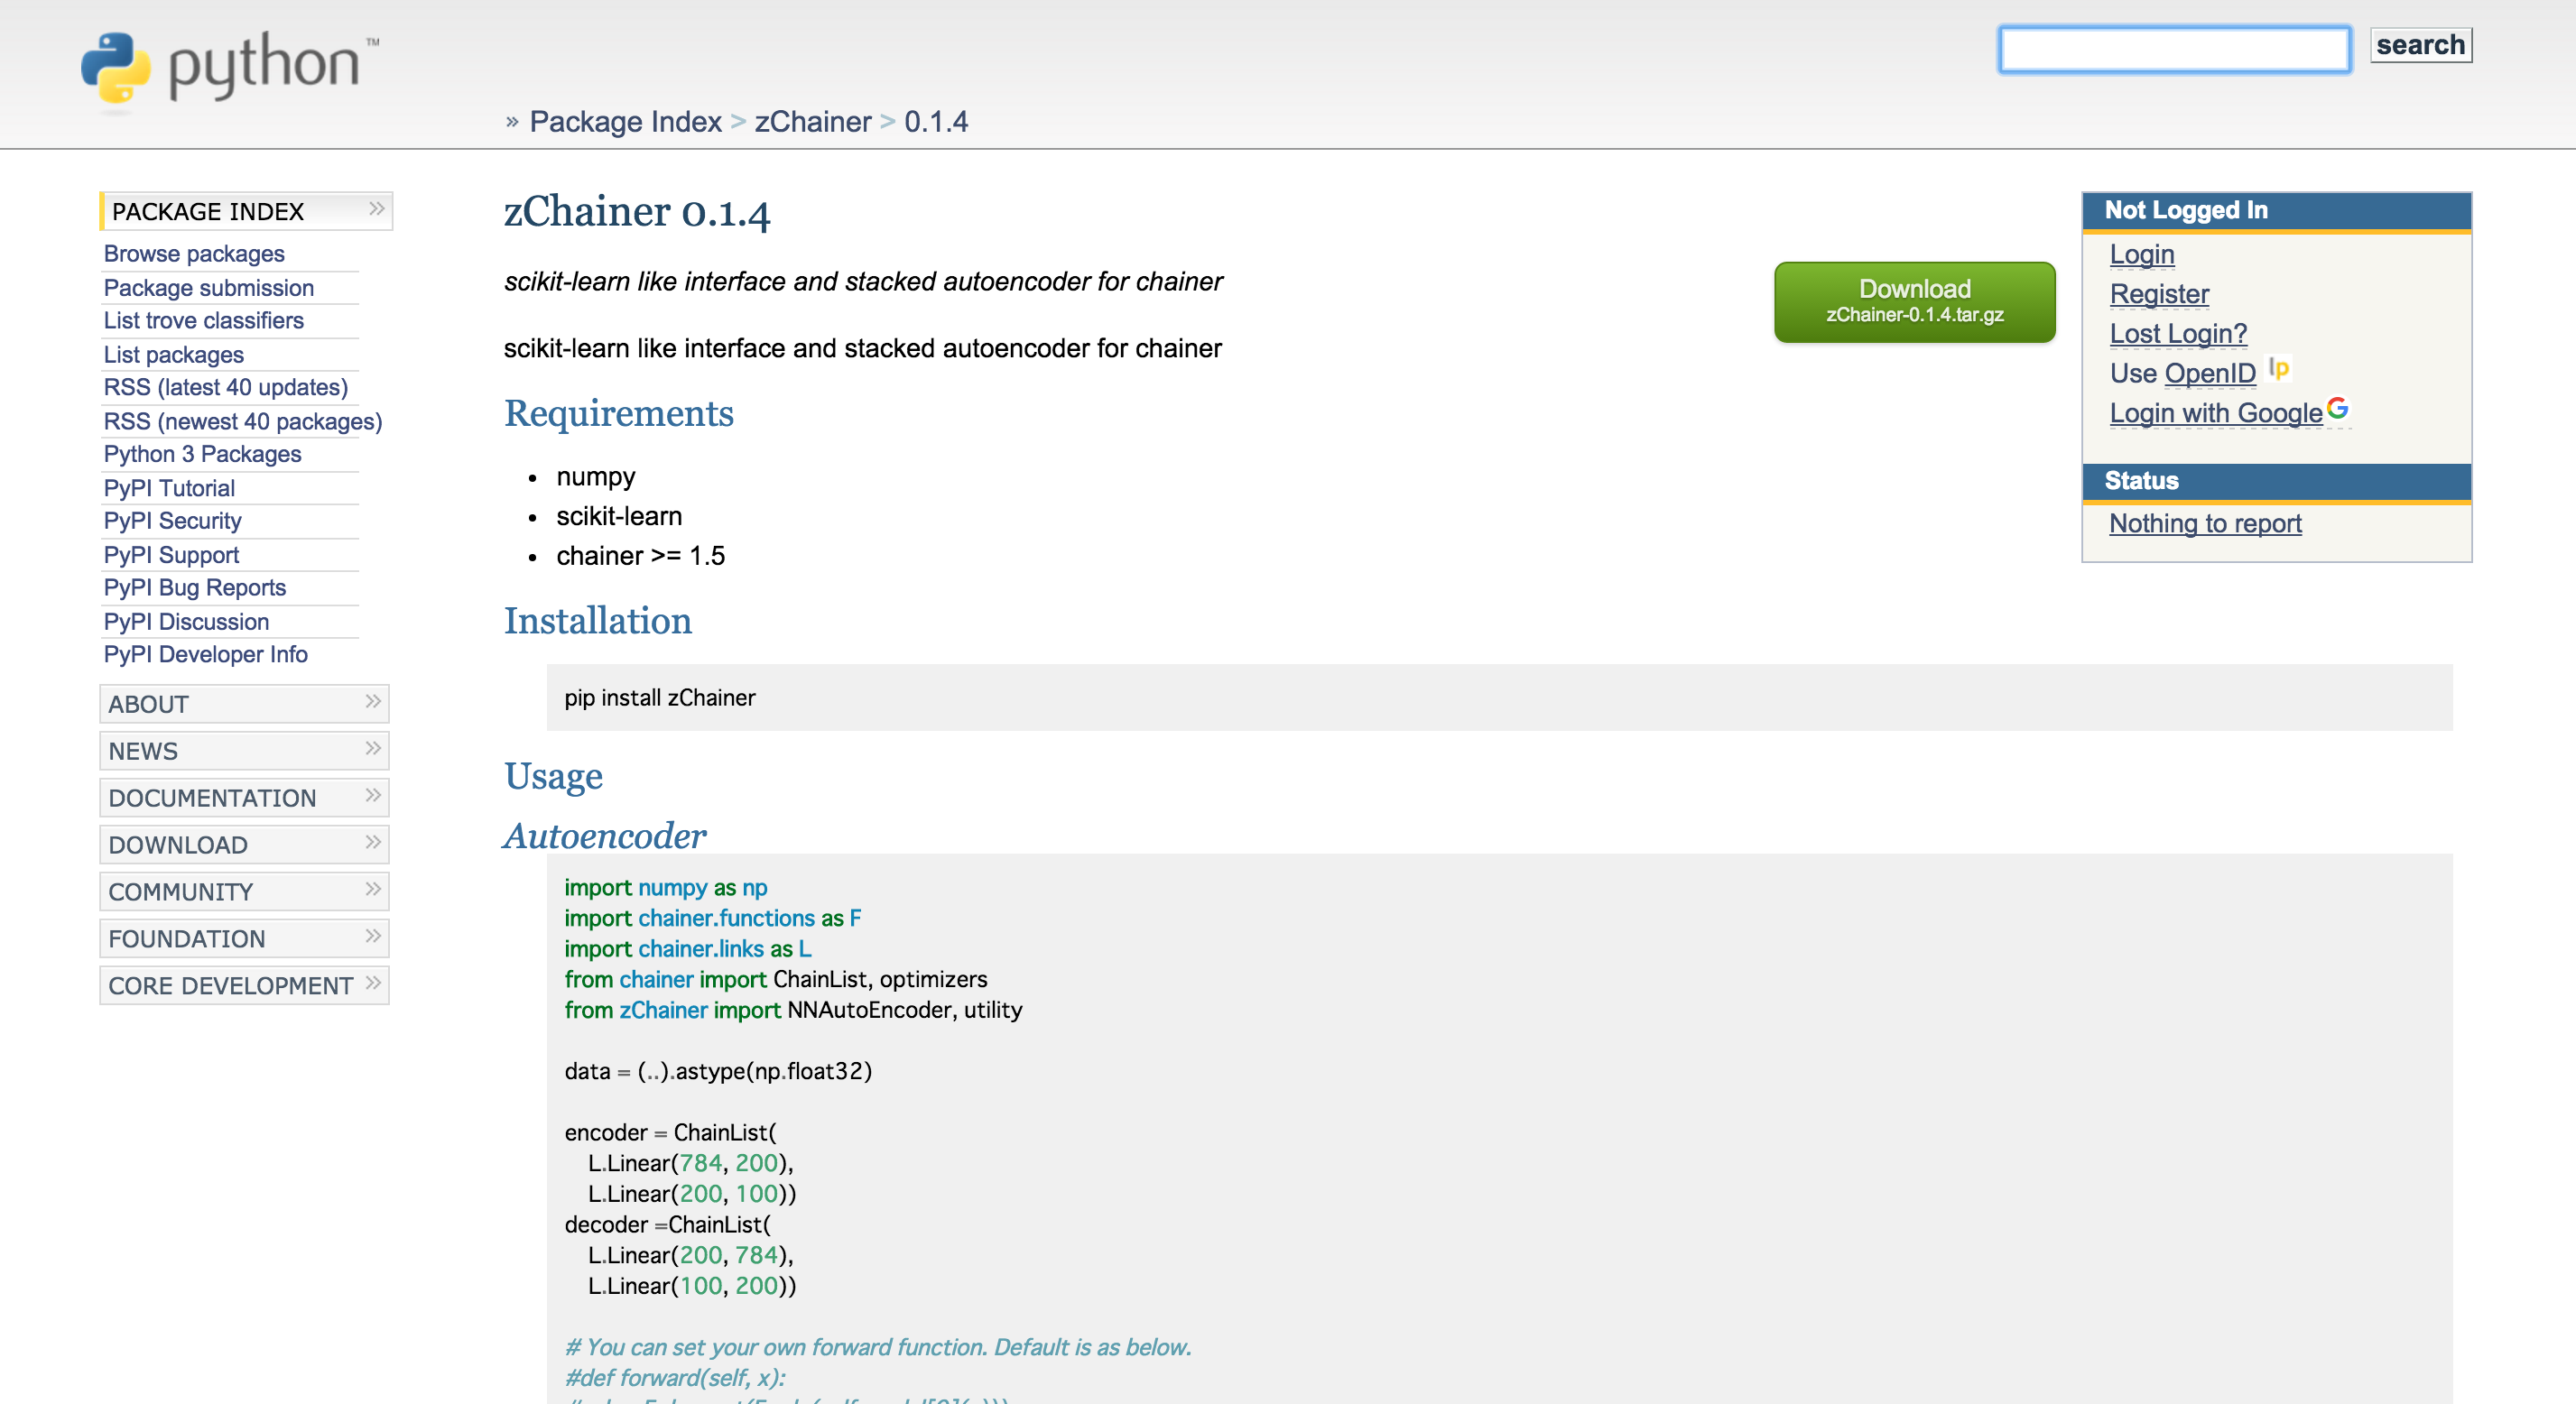 python™
search
» Package Index > zChainer > 0.1.4
PACKAGE INDEX »
Browse packages
Package submission
List trove classifiers
List packages
RSS (latest 40 updates)
RSS (newest 40 packages)
Python 3 Packages
PyPI Tutorial
PyPI Security
PyPI Support
PyPI Bug Reports
PyPI Discussion
PyPI Developer Info
ABOUT »
NEWS »
DOCUMENTATION »
DOWNLOAD »
COMMUNITY »
FOUNDATION »
CORE DEVELOPMENT »
zChainer 0.1.4
scikit-learn like interface and stacked autoencoder for chainer
Download
zChainer-0.1.4.tar.gz
scikit-learn like interface and stacked autoencoder for chainer
Requirements
• numpy
• scikit-learn
• chainer >= 1.5
Installation
pip install zChainer
Usage
Autoencoder
import numpy as np
import chainer.functions as F
import chainer.links as L
from chainer import ChainList, optimizers
from zChainer import NNAutoEncoder, utility
data = (..).astype(np.float32)
encoder = ChainList(
L.Linear(784, 200),
L.Linear(200, 100))
decoder =ChainList(
L.Linear(200, 784),
L.Linear(100, 200))
# You can set your own forward function. Default is as below.
#def forward(self, x):
Not Logged In
Login
Register
Lost Login?
Use OpenID lp
Login with Google G
Status
Nothing to report